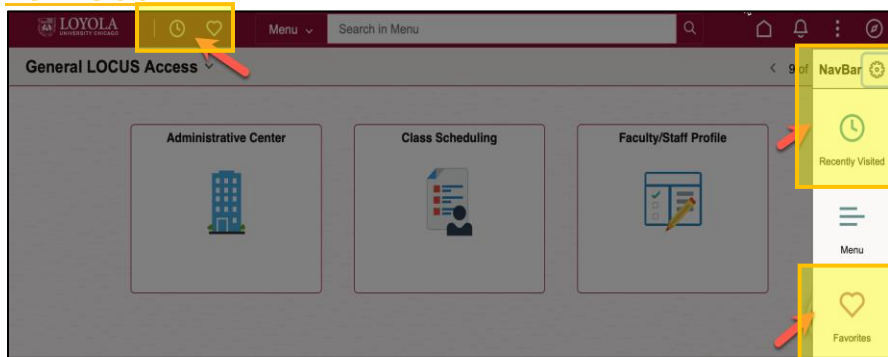 LOYOLA
UNIVERSITY CHICAGO
Menu
Search in Menu
General LOCUS Access
9 of
NavBar
Administrative Center
Class Scheduling
Faculty/Staff Profile
Recently Visited
Menu
Favorites